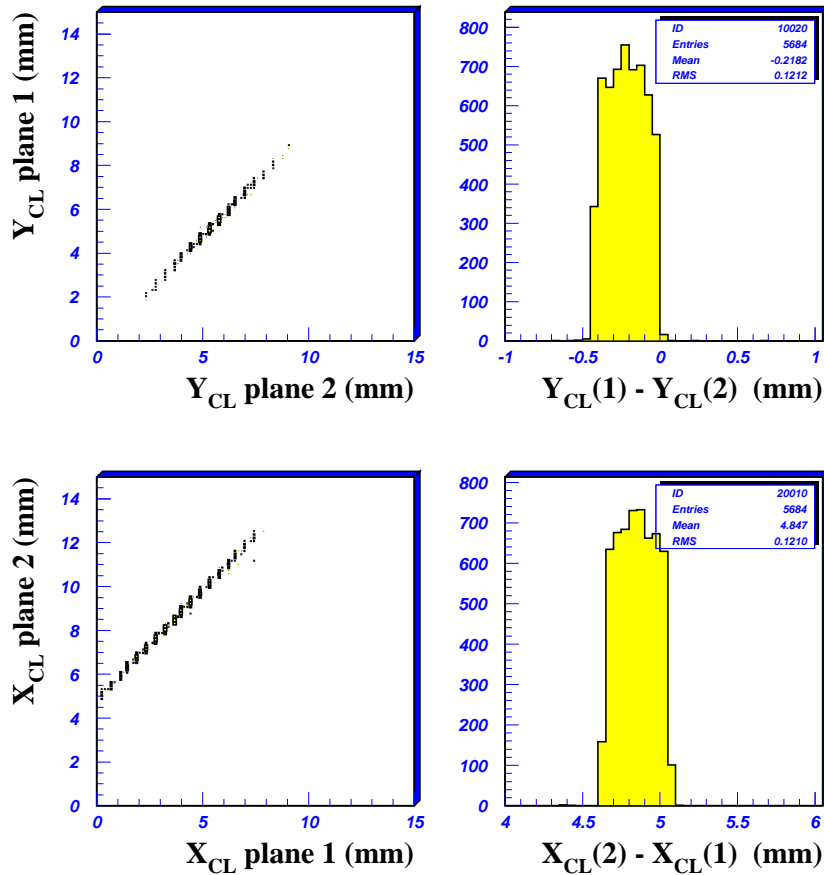 Y_CL plane 1 (mm)
14
12
10
8
6
4
2
0
0 5 10 15
Y_CL plane 2 (mm)
800
700
600
500
400
300
200
100
0
-1 -0.5 0 0.5 1
Y_CL(1) - Y_CL(2) (mm)
ID 10020
Entries 5684
Mean -0.2182
RMS 0.1212
X_CL plane 2 (mm)
14
12
10
8
6
4
2
0
0 5 10 15
X_CL plane 1 (mm)
800
700
600
500
400
300
200
100
0
4 4.5 5 5.5 6
X_CL(2) - X_CL(1) (mm)
ID 20010
Entries 5684
Mean 4.847
RMS 0.1210